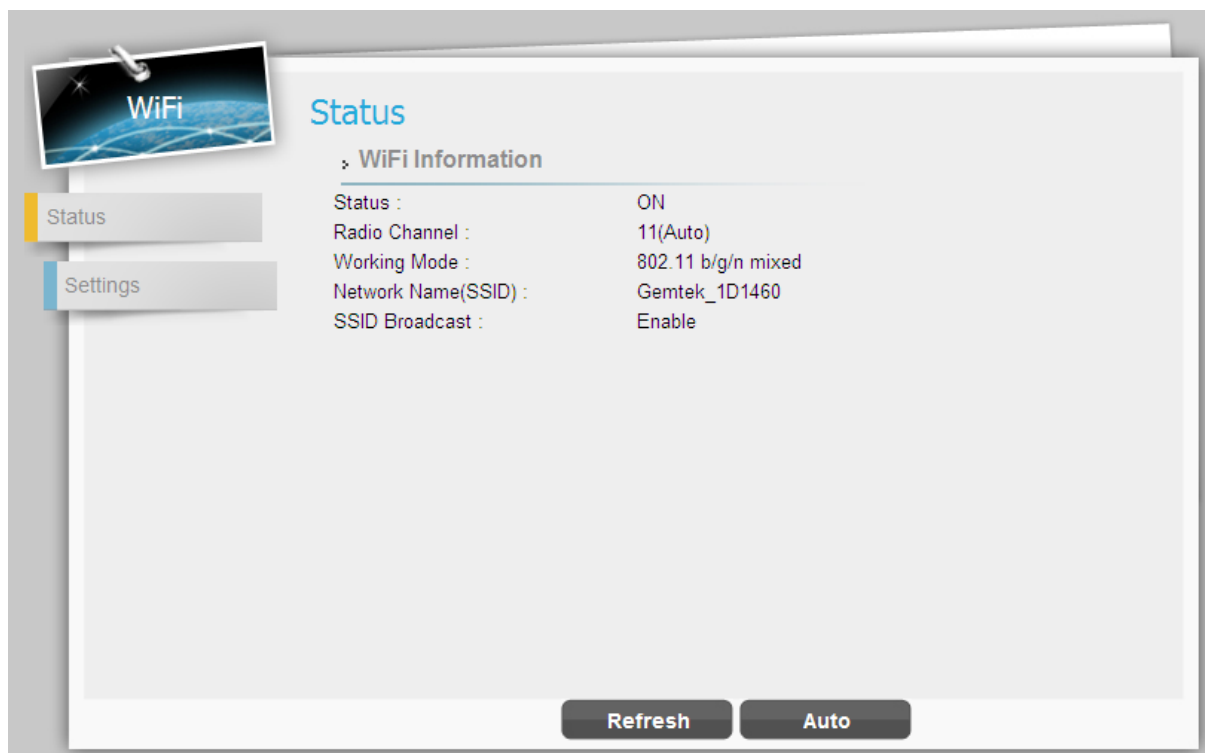 WiFi
Status
Settings
Status
WiFi Information
Status : ON
Radio Channel : 11(Auto)
Working Mode : 802.11 b/g/n mixed
Network Name(SSID) : Gemtek_1D1460
SSID Broadcast : Enable
Refresh Auto